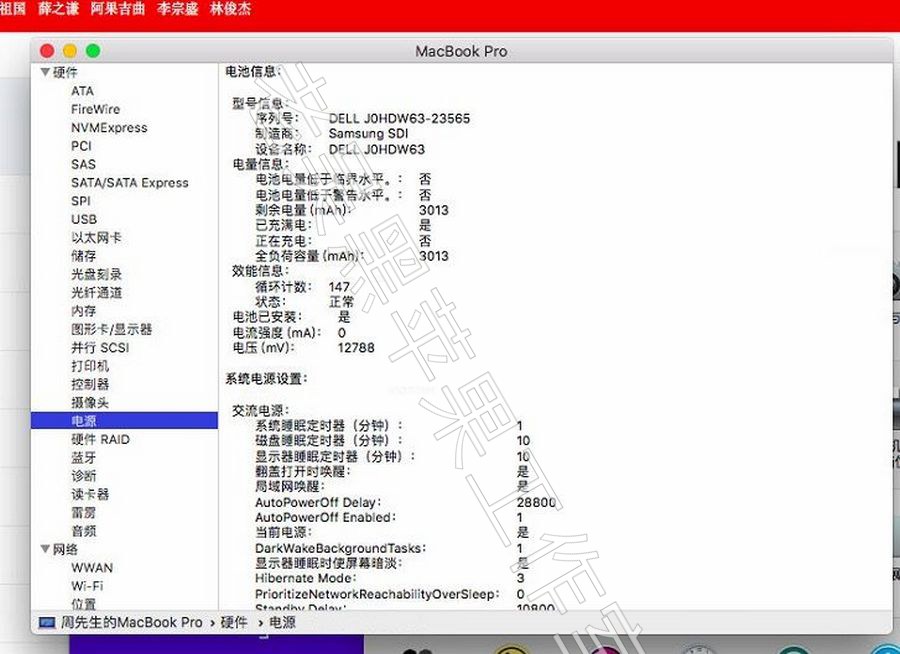 祖国 薛之谦 阿果吉曲 李宗盛 林俊杰
MacBook Pro
硬件
ATA
FireWire
NVMExpress
PCI
SAS
SATA/SATA Express
SPI
USB
以太网卡
储存
光盘刻录
光纤通道
内存
图形卡/显示器
并行 SCSI
打印机
控制器
摄像头
电源
硬件 RAID
蓝牙
诊断
读卡器
雷雳
音频
网络
WWAN
Wi-Fi
位置
电池信息：
型号信息：
序列号： DELL J0HDW63-23565
制造商： Samsung SDI
设备名称： DELL J0HDW63
电量信息：
电池电量低于临界水平。： 否
电池电量低于警告水平。： 否
剩余电量 (mAh)： 3013
已充满电： 是
正在充电： 否
全负荷容量 (mAh)： 3013
效能信息：
循环计数： 147
状态： 正常
电池已安装： 是
电流强度 (mA)： 0
电压 (mV)： 12788
系统电源设置：
交流电源：
系统睡眠定时器（分钟）： 1
磁盘睡眠定时器（分钟）： 10
显示器睡眠定时器（分钟）： 10
翻盖打开时唤醒： 是
局域网唤醒： 是
AutoPowerOff Delay： 28800
AutoPowerOff Enabled： 1
当前电源： 是
DarkWakeBackgroundTasks： 1
显示器睡眠时使屏幕暗淡： 是
Hibernate Mode： 3
PrioritizeNetworkReachabilityOverSleep： 0
Standby Delay： 10800
周先生的MacBook Pro › 硬件 › 电源
黑苹果工作室